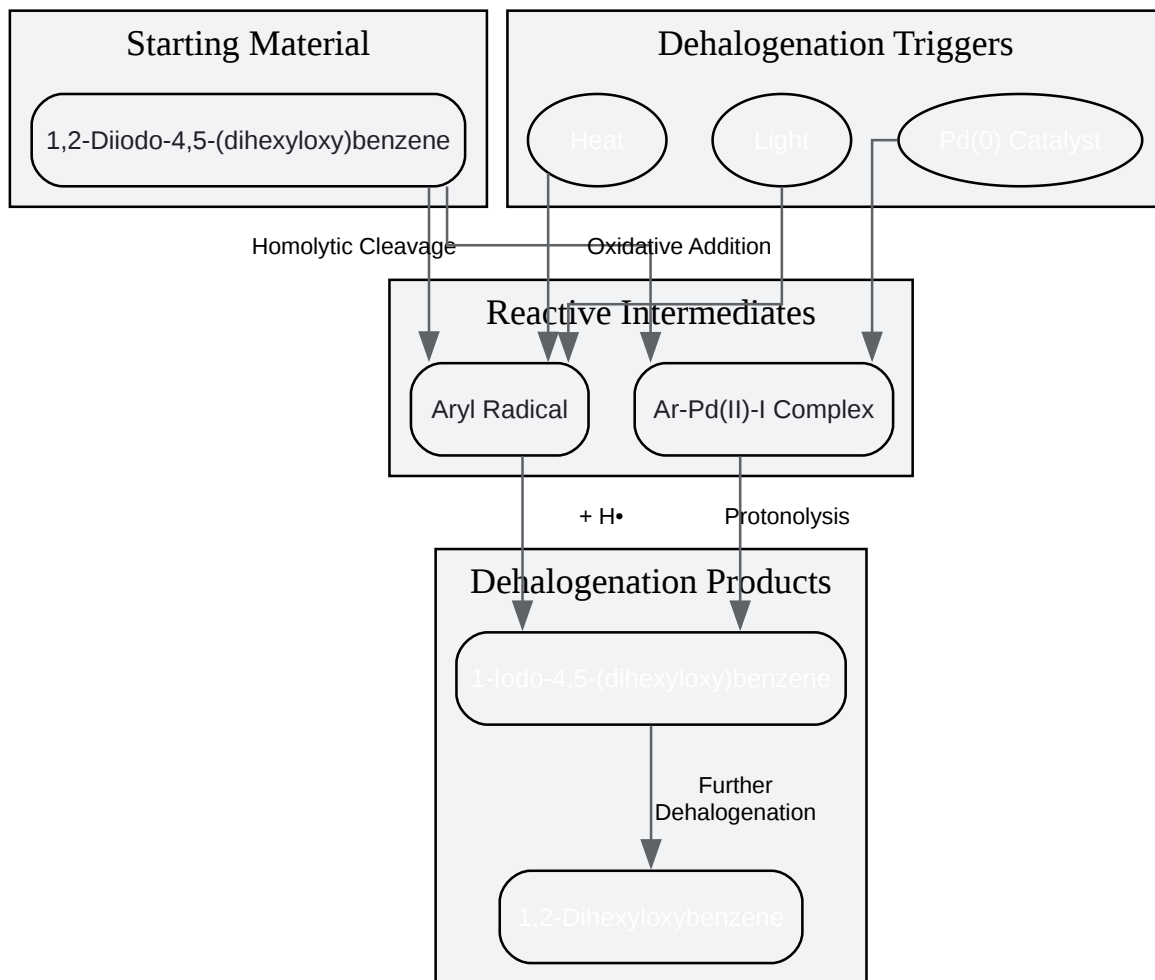 Starting Material
Dehalogenation Triggers
1,2-Diiodo-4,5-(dihexyloxy)benzene
Heat
Light
Pd(0) Catalyst
Homolytic Cleavage
Oxidative Addition
Reactive Intermediates
Aryl Radical
Ar-Pd(II)-I Complex
+ H•
Protonolysis
Dehalogenation Products
1-Iodo-4,5-(dihexyloxy)benzene
Further
Dehalogenation
1,2-Dihexyloxybenzene